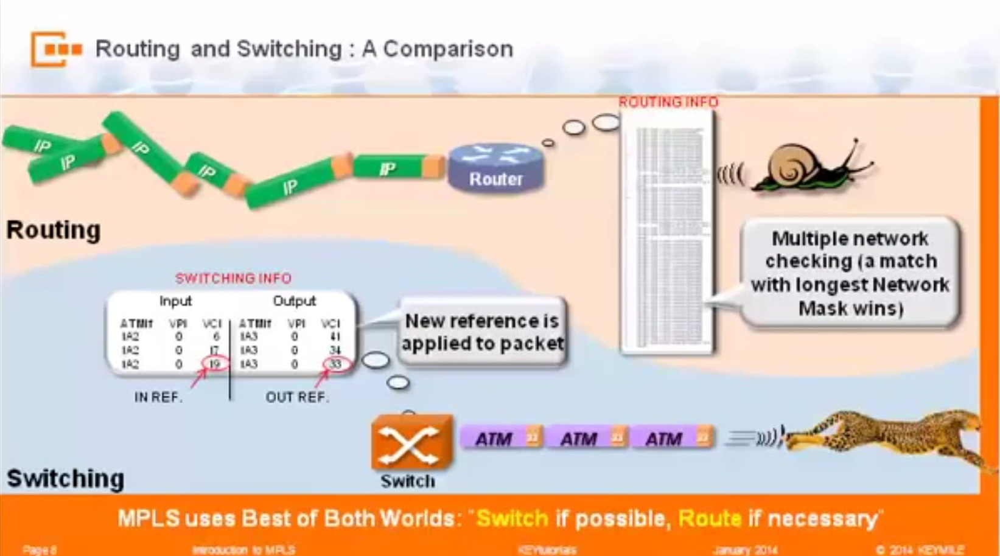 Routing and Switching : A Comparison
ROUTING INFO
IP
IP
IP
IP
IP
IP
Router
Routing
Multiple network
checking (a match
with longest Network
Mask wins)
SWITCHING INFO
Input Output
ATMif VPI VCI ATMif VPI VCI
1A2 0 6 1A3 0 41
1A2 0 17 1A3 0 34
1A2 0 19 1A3 0 33
IN REF. OUT REF.
New reference is
applied to packet
ATM 33 ATM 33 ATM 33
Switch
Switching
MPLS uses Best of Both Worlds: "Switch if possible, Route if necessary"
Page 8 Introduction to MPLS KEYtutorials January 2014 © 2014 KEYMILE